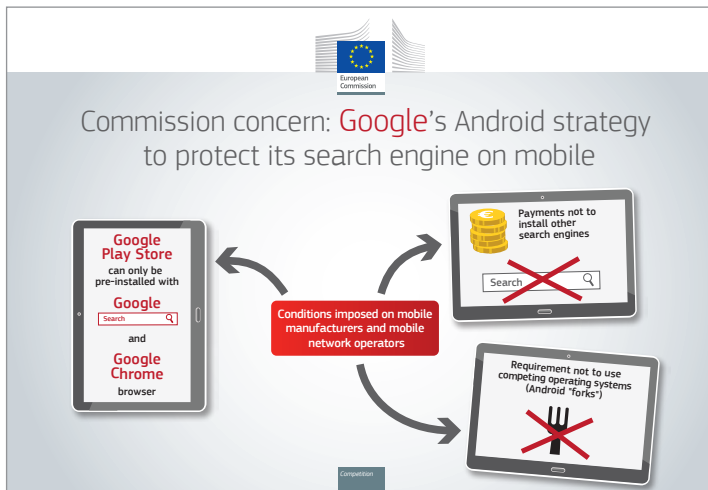 European
Commission
Commission concern: Google's Android strategy
to protect its search engine on mobile
Google
Play Store
can only be
pre-installed with
Google
Search
and
Google
Chrome
browser
Conditions imposed on mobile
manufacturers and mobile
network operators
Payments not to
install other
search engines
Search
Requirement not to use
competing operating systems
(Android "forks")
Competition